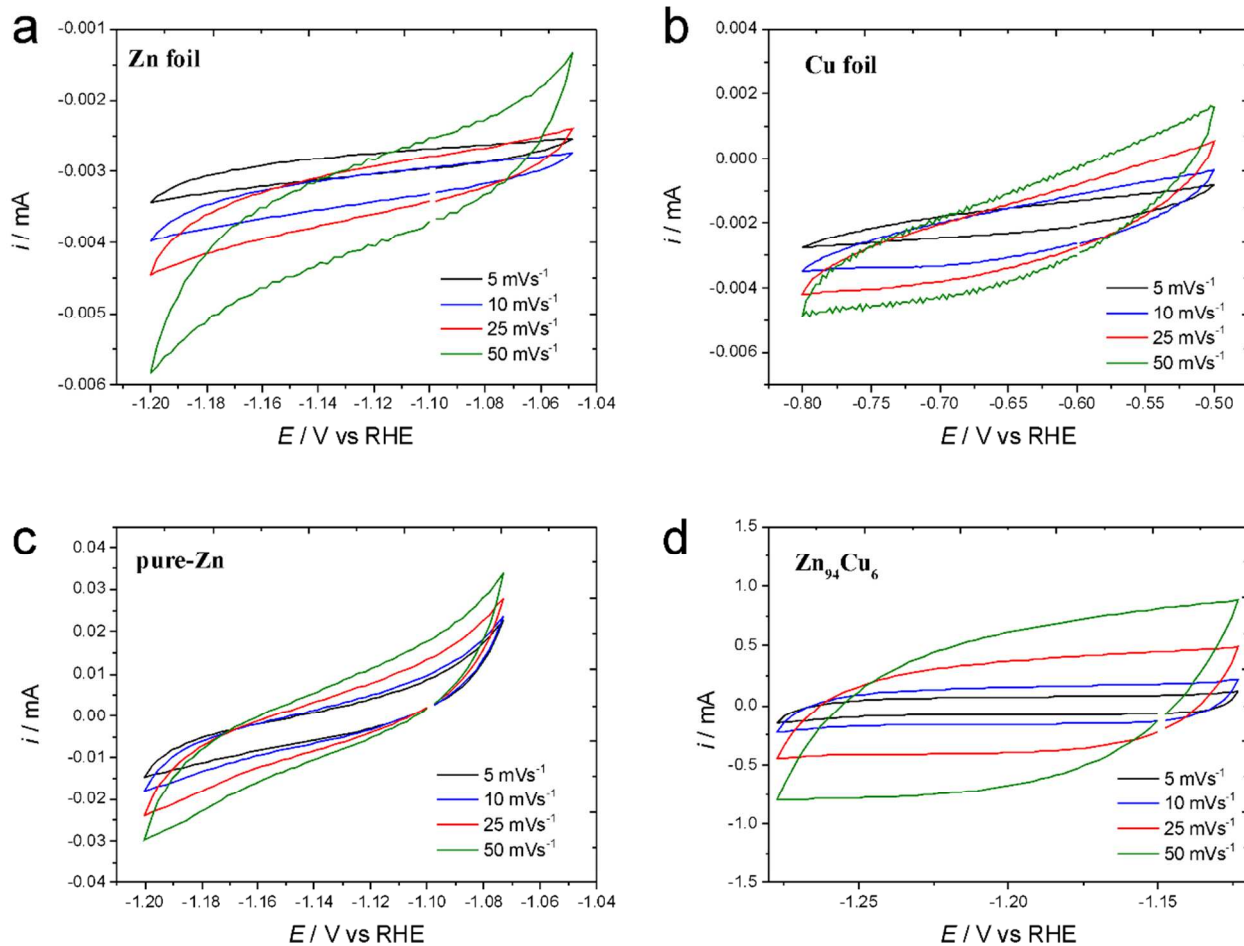 a
Zn foil
-0.001
-0.002
-0.003
-0.004
-0.005
-0.006
i / mA
5 mVs⁻¹
10 mVs⁻¹
25 mVs⁻¹
50 mVs⁻¹
-1.20 -1.18 -1.16 -1.14 -1.12 -1.10 -1.08 -1.06 -1.04
E / V vs RHE
b
Cu foil
0.004
0.002
0.000
-0.002
-0.004
-0.006
i / mA
5 mVs⁻¹
10 mVs⁻¹
25 mVs⁻¹
50 mVs⁻¹
-0.80 -0.75 -0.70 -0.65 -0.60 -0.55 -0.50
E / V vs RHE
c
pure-Zn
0.04
0.03
0.02
0.01
0.00
-0.01
-0.02
-0.03
-0.04
i / mA
5 mVs⁻¹
10 mVs⁻¹
25 mVs⁻¹
50 mVs⁻¹
-1.20 -1.18 -1.16 -1.14 -1.12 -1.10 -1.08 -1.06 -1.04
E / V vs RHE
d
Zn₉₄Cu₆
1.5
1.0
0.5
0.0
-0.5
-1.0
-1.5
i / mA
5 mVs⁻¹
10 mVs⁻¹
25 mVs⁻¹
50 mVs⁻¹
-1.25 -1.20 -1.15
E / V vs RHE